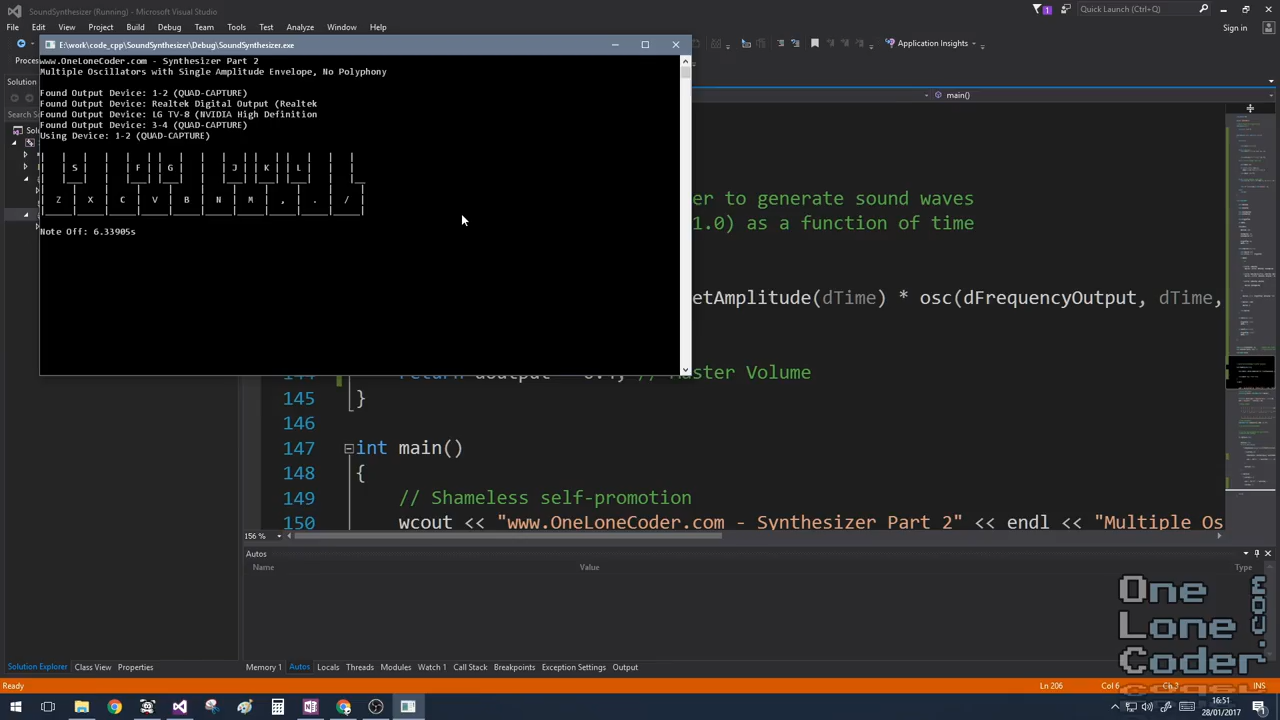 SoundSynthesizer (Running) - Microsoft Visual Studio
1
Quick Launch (Ctrl+Q)
File Edit View Project Build Debug Team Tools Test Analyze Window Help
Sign in
Application Insights
E:\work\code_cpp\SoundSynthesizer\Debug\SoundSynthesizer.exe
Proces
Solution
main()
Search So
www.OneLoneCoder.com - Synthesizer Part 2
Multiple Oscillators with Single Amplitude Envelope, No Polyphony
Found Output Device: 1-2 (QUAD-CAPTURE)
Found Output Device: Realtek Digital Output (Realtek
Found Output Device: LG TV-8 (NVIDIA High Definition
Found Output Device: 3-4 (QUAD-CAPTURE)
Using Device: 1-2 (QUAD-CAPTURE)
S F G J K L
Z X C V B N M , . /
Note Off: 6.33905s
er to generate sound waves
1.0) as a function of time
etAmplitude(dTime) * osc(dFrequencyOutput, dTime,
Master Volume
145 }
146
147 int main()
148 {
149 // Shameless self-promotion
150 wcout << "www.OneLoneCoder.com - Synthesizer Part 2" << endl << "Multiple Os
156 %
Autos
Name Value Type
One
Lone
Coder
.com
Solution Explorer Class View Properties
Memory 1 Autos Locals Threads Modules Watch 1 Call Stack Breakpoints Exception Settings Output
Ready Ln 206 Col 6 Ch 3 INS
16:51
28/01/2017